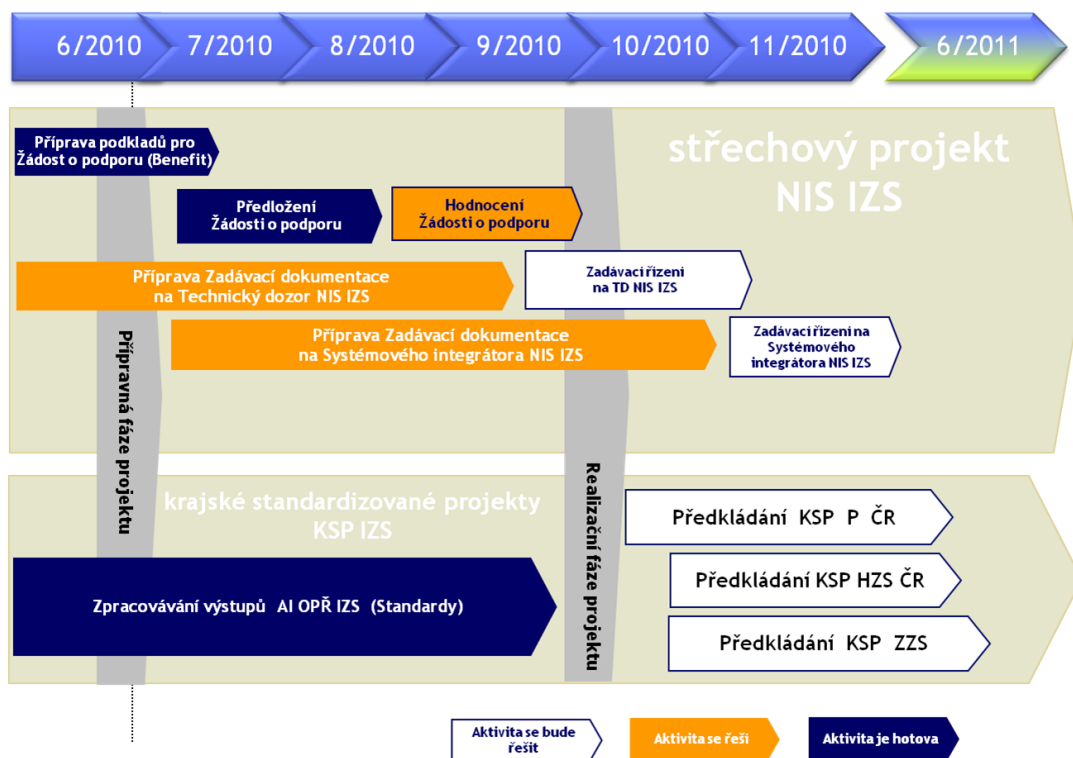 6/2010
7/2010
8/2010
9/2010
10/2010
11/2010
6/2011
střechový projekt
NIS IZS
Příprava podkladů pro
Žádost o podporu (Benefit)
Předložení
Žádosti o podporu
Hodnocení
Žádosti o podporu
Příprava Zadávací dokumentace
na Technický dozor NIS IZS
Zadávací řízení
na TD NIS IZS
Příprava Zadávací dokumentace
na Systémového integrátora NIS IZS
Zadávací řízení na
Systémového
integrátora NIS IZS
Přípravná fáze projektu
Realizační fáze projektu
krajské standardizované projekty
KSP IZS
Zpracovávání výstupů AI OPŘ IZS (Standardy)
Předkládání KSP P ČR
Předkládání KSP HZS ČR
Předkládání KSP ZZS
Aktivita se bude
řešit
Aktivita se řeší
Aktivita je hotova